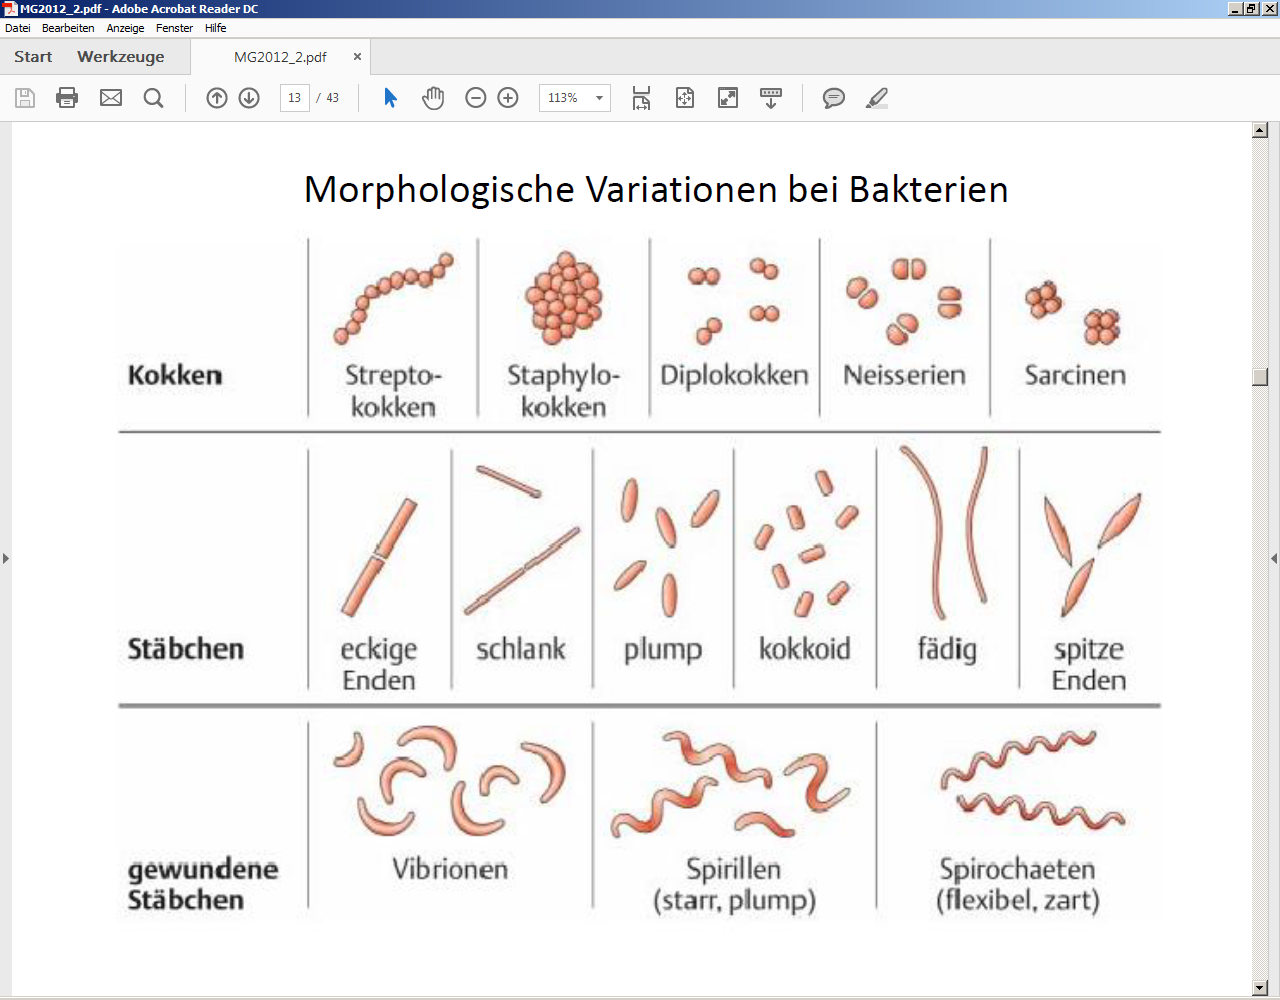 MG2012_2.pdf - Adobe Acrobat Reader DC
Datei Bearbeiten Anzeige Fenster Hilfe
Start Werkzeuge MG2012_2.pdf ×
13 / 43 113%
Morphologische Variationen bei Bakterien
Kokken Strepto- Staphylo- Diplokokken Neisserien Sarcinen
kokken kokken
Stäbchen eckige schlank plump kokkoid fädig spitze
Enden Enden
gewundene Vibrionen Spirillen Spirochaeten
Stäbchen (starr, plump) (flexibel, zart)